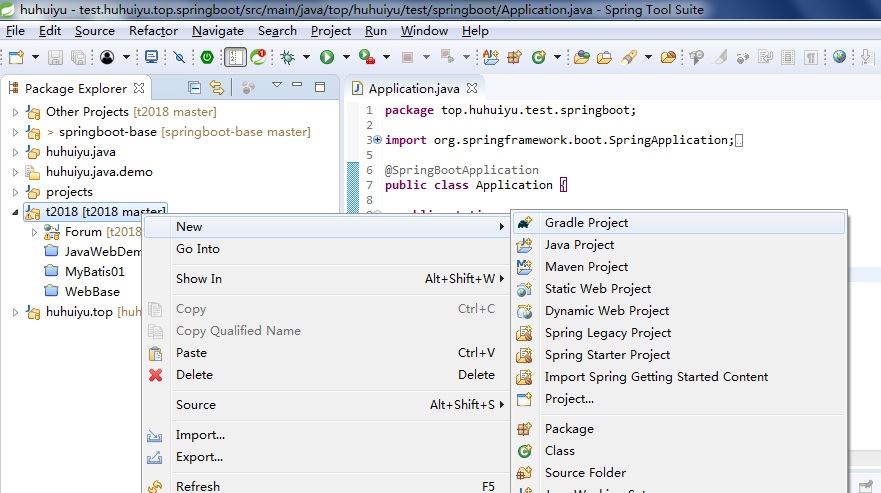 huhuiyu - test.huhuiyu.top.springboot/src/main/java/top/huhuiyu/test/springboot/Application.java - Spring Tool Suite
File Edit Source Refactor Navigate Search Project Run Window Help
Package Explorer
Application.java
Other Projects [t2018 master]
> springboot-base [springboot-base master]
huhuiyu.java
huhuiyu.java.demo
projects
t2018 [t2018 master]
Forum [t2018
JavaWebDem
MyBatis01
WebBase
huhuiyu.top [huh
1 package top.huhuiyu.test.springboot;
2
3 import org.springframework.boot.SpringApplication;
5
6 @SpringBootApplication
7 public class Application {
New
Go Into
Show In Alt+Shift+W
Copy Ctrl+C
Copy Qualified Name
Paste Ctrl+V
Delete Delete
Source Alt+Shift+S
Import...
Export...
Refresh F5
Gradle Project
Java Project
Maven Project
Static Web Project
Dynamic Web Project
Spring Legacy Project
Spring Starter Project
Import Spring Getting Started Content
Project...
Package
Class
Source Folder